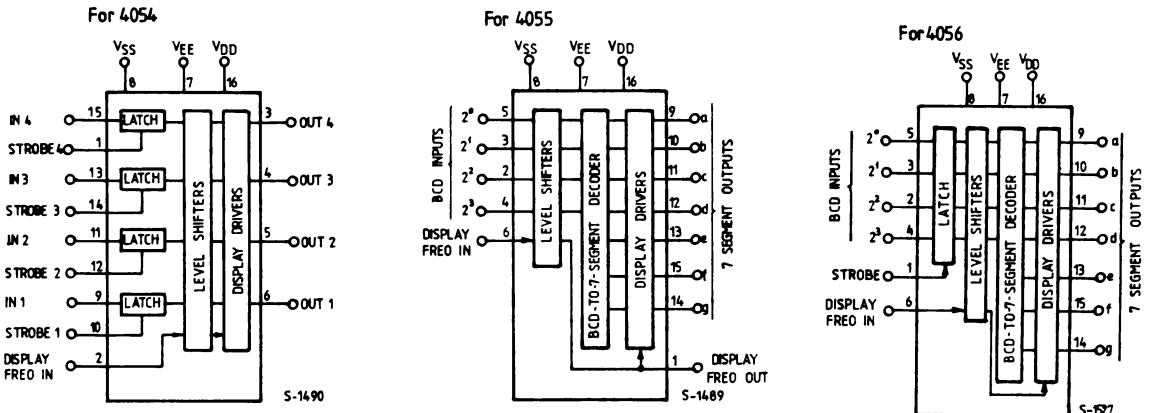 For 4054
VSS
VEE
VDD
8
7
16
IN 4
15
LATCH
3
OUT 4
STROBE 4
1
IN 3
13
LATCH
4
OUT 3
STROBE 3
14
IN 2
11
LATCH
5
OUT 2
STROBE 2
12
IN 1
9
LATCH
6
OUT 1
STROBE 1
10
DISPLAY
FREQ IN
2
LEVEL SHIFTERS
DISPLAY DRIVERS
S-1490
For 4055
VSS
VEE
VDD
8
7
16
BCD INPUTS
2⁰
5
2¹
3
2²
2
2³
4
DISPLAY
FREQ IN
6
LEVEL SHIFTERS
BCD-TO-7-SEGMENT DECODER
DISPLAY DRIVERS
9
a
10
b
11
c
12
d
13
e
15
f
14
g
7 SEGMENT OUTPUTS
1
DISPLAY
FREQ OUT
S-1489
For 4056
VSS
VEE
VDD
8
7
16
BCD INPUTS
2⁰
5
2¹
3
2²
2
2³
4
STROBE
1
DISPLAY
FREQ IN
6
LATCH
LEVEL SHIFTERS
BCD-TO-7-SEGMENT DECODER
DISPLAY DRIVERS
9
a
10
b
11
c
12
d
13
e
15
f
14
g
7 SEGMENT OUTPUTS